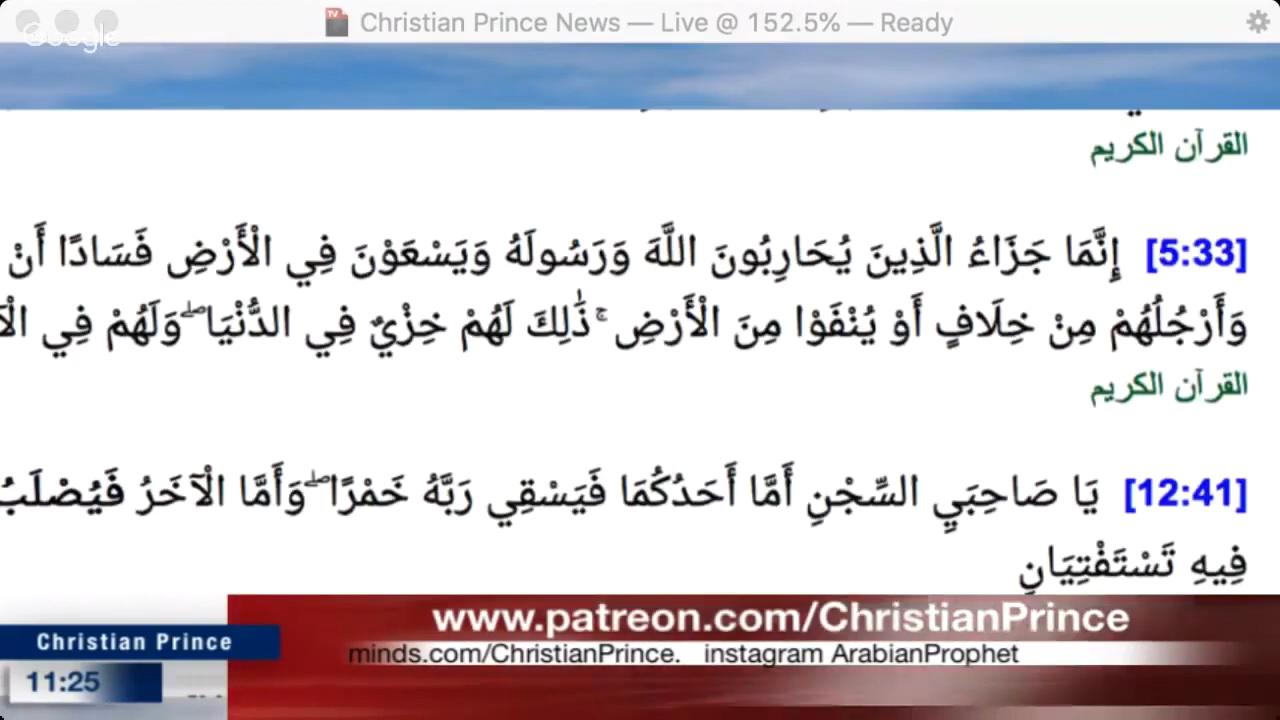 Christian Prince News — Live @ 152.5% — Ready
Google
القرآن الكريم
[5:33] إِنَّمَا جَزَاءُ الَّذِينَ يُحَارِبُونَ اللَّهَ وَرَسُولَهُ وَيَسْعَوْنَ فِي الْأَرْضِ فَسَادًا أَنْ
وَأَرْجُلُهُمْ مِنْ خِلَافٍ أَوْ يُنْفَوْا مِنَ الْأَرْضِ ۚ ذَٰلِكَ لَهُمْ خِزْيٌ فِي الدُّنْيَا ۖ وَلَهُمْ فِي
القرآن الكريم
[12:41] يَا صَاحِبَيِ السِّجْنِ أَمَّا أَحَدُكُمَا فَيَسْقِي رَبَّهُ خَمْرًا ۖ وَأَمَّا الْآخَرُ فَيُصْلَبُ
فِيهِ تَسْتَفْتِيَانِ
www.patreon.com/ChristianPrince
Christian Prince
minds.com/ChristianPrince. instagram ArabianProphet
11:25